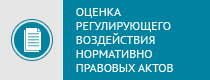 ОЦЕНКА
РЕГУЛИРУЮЩЕГО
ВОЗДЕЙСТВИЯ
НОРМАТИВНО
ПРАВОВЫХ АКТОВ